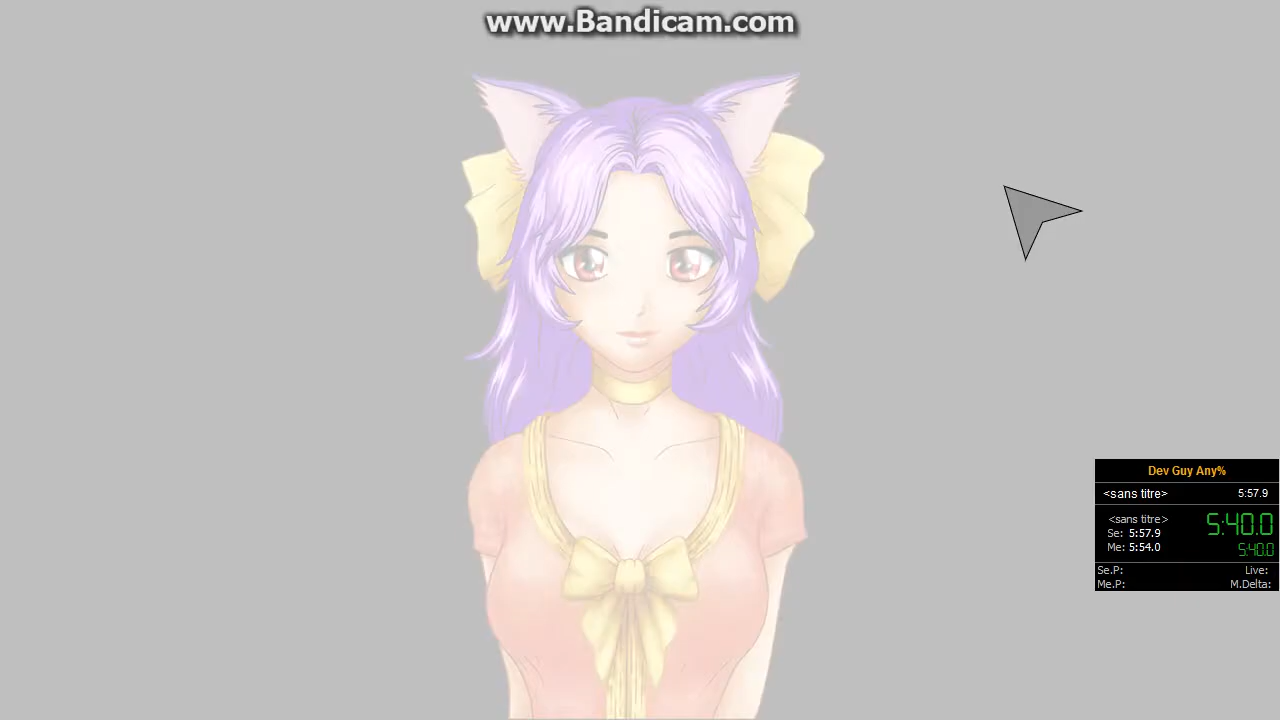 www.Bandicam.com
Dev Guy Any%
<sans titre> 5:57.9
<sans titre> 5:40.0
Se: 5:57.9
Me: 5:54.0 5:40.0
Se.P: Live:
Me.P: M.Delta: